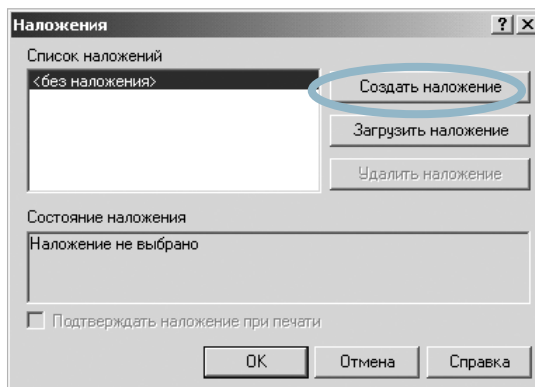 Наложения
Список наложений
<без наложения>
Создать наложение
Загрузить наложение
Удалить наложение
Состояние наложения
Наложение не выбрано
Подтверждать наложение при печати
OK
Отмена
Справка